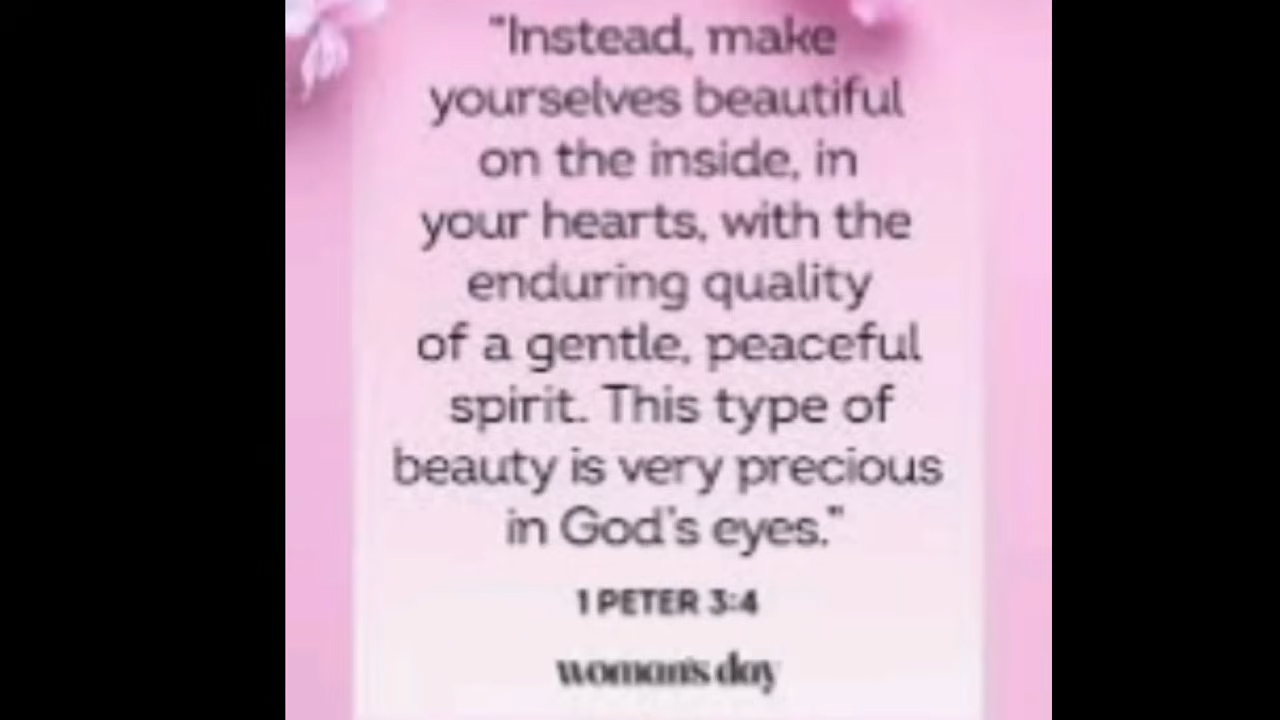 "Instead, make
yourselves beautiful
on the inside, in
your hearts, with the
enduring quality
of a gentle, peaceful
spirit. This type of
beauty is very precious
in God's eyes."
1 PETER 3:4
woman's day